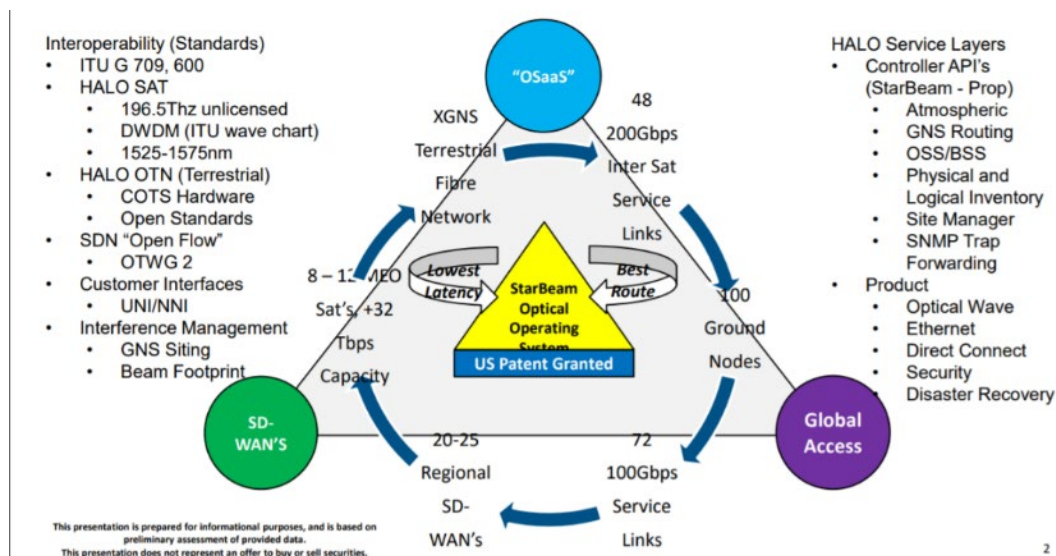 Interoperability (Standards)
• ITU G 709, 600
• HALO SAT
• 196.5Thz unlicensed
• DWDM (ITU wave chart)
• 1525-1575nm
• HALO OTN (Terrestrial)
• COTS Hardware
• Open Standards
• SDN "Open Flow"
• OTWG 2
• Customer Interfaces
• UNI/NNI
• Interference Management
• GNS Siting
• Beam Footprint
"OSaaS"
XGNS
Terrestrial
Fibre
Network
48
200Gbps
Inter Sat
Service
Links
Lowest
Latency
Best
Route
StarBeam
Optical
Operating
System
US Patent Granted
8 – 12 MEO
Sat's, +32
Tbps
Capacity
100
Ground
Nodes
SD-
WAN'S
Global
Access
20-25
Regional
SD-
WAN's
72
100Gbps
Service
Links
HALO Service Layers
• Controller API's
(StarBeam - Prop)
• Atmospheric
• GNS Routing
• OSS/BSS
• Physical and
Logical Inventory
• Site Manager
• SNMP Trap
Forwarding
• Product
• Optical Wave
• Ethernet
• Direct Connect
• Security
• Disaster Recovery
This presentation is prepared for informational purposes, and is based on
preliminary assessment of provided data.
This presentation does not represent an offer to buy or sell securities.
2